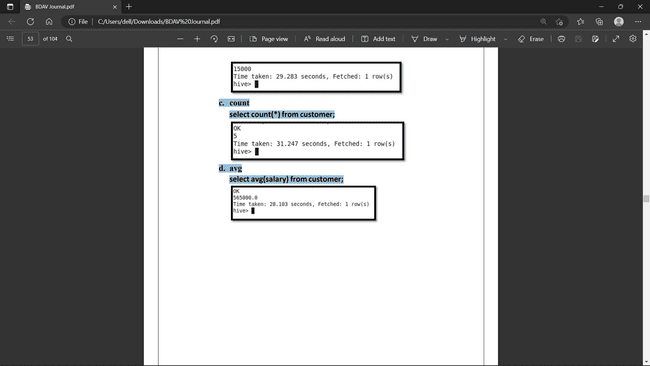 BDAV Journal.pdf
File
C:/Users/dell/Downloads/BDAV%20Journal.pdf
53 of 104
Page view
Read aloud
Add text
Draw
Highlight
Erase
15000
Time taken: 29.283 seconds, Fetched: 1 row(s)
hive>
c. count
select count(*) from customer;
OK
5
Time taken: 31.247 seconds, Fetched: 1 row(s)
hive>
d. avg
select avg(salary) from customer;
OK
565000.0
Time taken: 28.103 seconds, Fetched: 1 row(s)
hive>